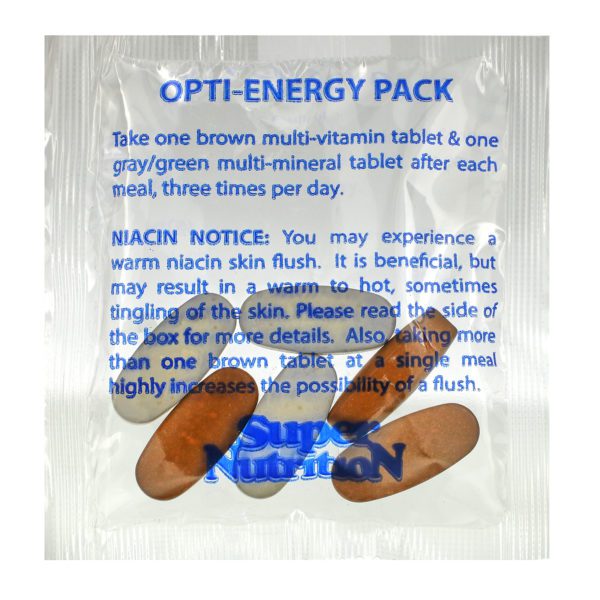 OPTI-ENERGY PACK
Take one brown multi-vitamin tablet & one
gray/green multi-mineral tablet after each
meal, three times per day.
NIACIN NOTICE: You may experience a
warm niacin skin flush. It is beneficial, but
may result in a warm to hot, sometimes
tingling of the skin. Please read the side of
the box for more details. Also, taking more
than one brown tablet at a single meal
highly increases the possibility of a flush.
Super
Nutrition